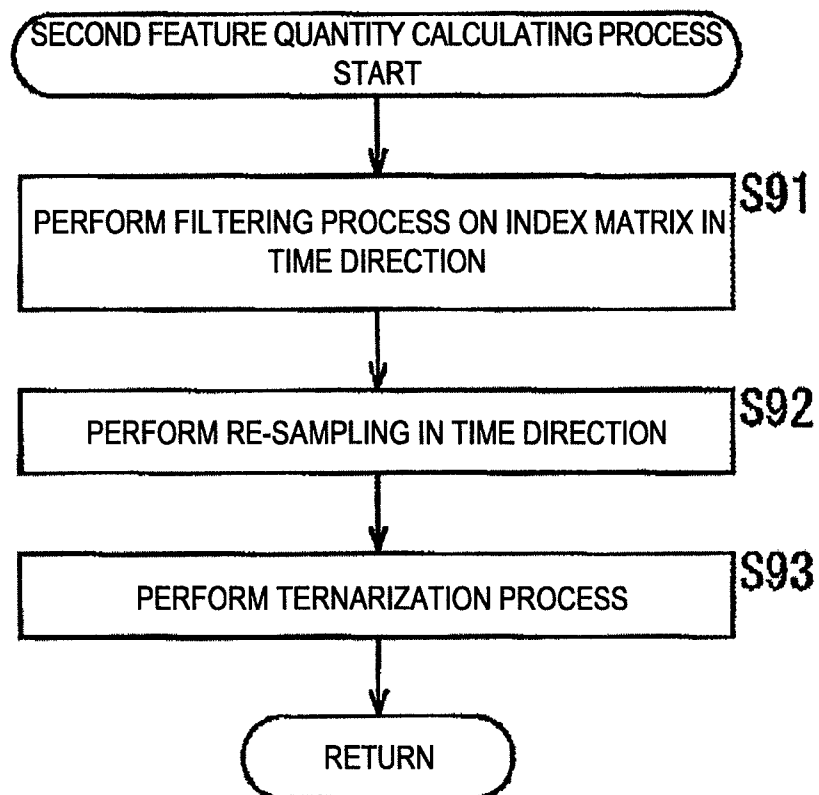 SECOND FEATURE QUANTITY CALCULATING PROCESS
START
S91
PERFORM FILTERING PROCESS ON INDEX MATRIX IN
TIME DIRECTION
S92
PERFORM RE-SAMPLING IN TIME DIRECTION
S93
PERFORM TERNARIZATION PROCESS
RETURN